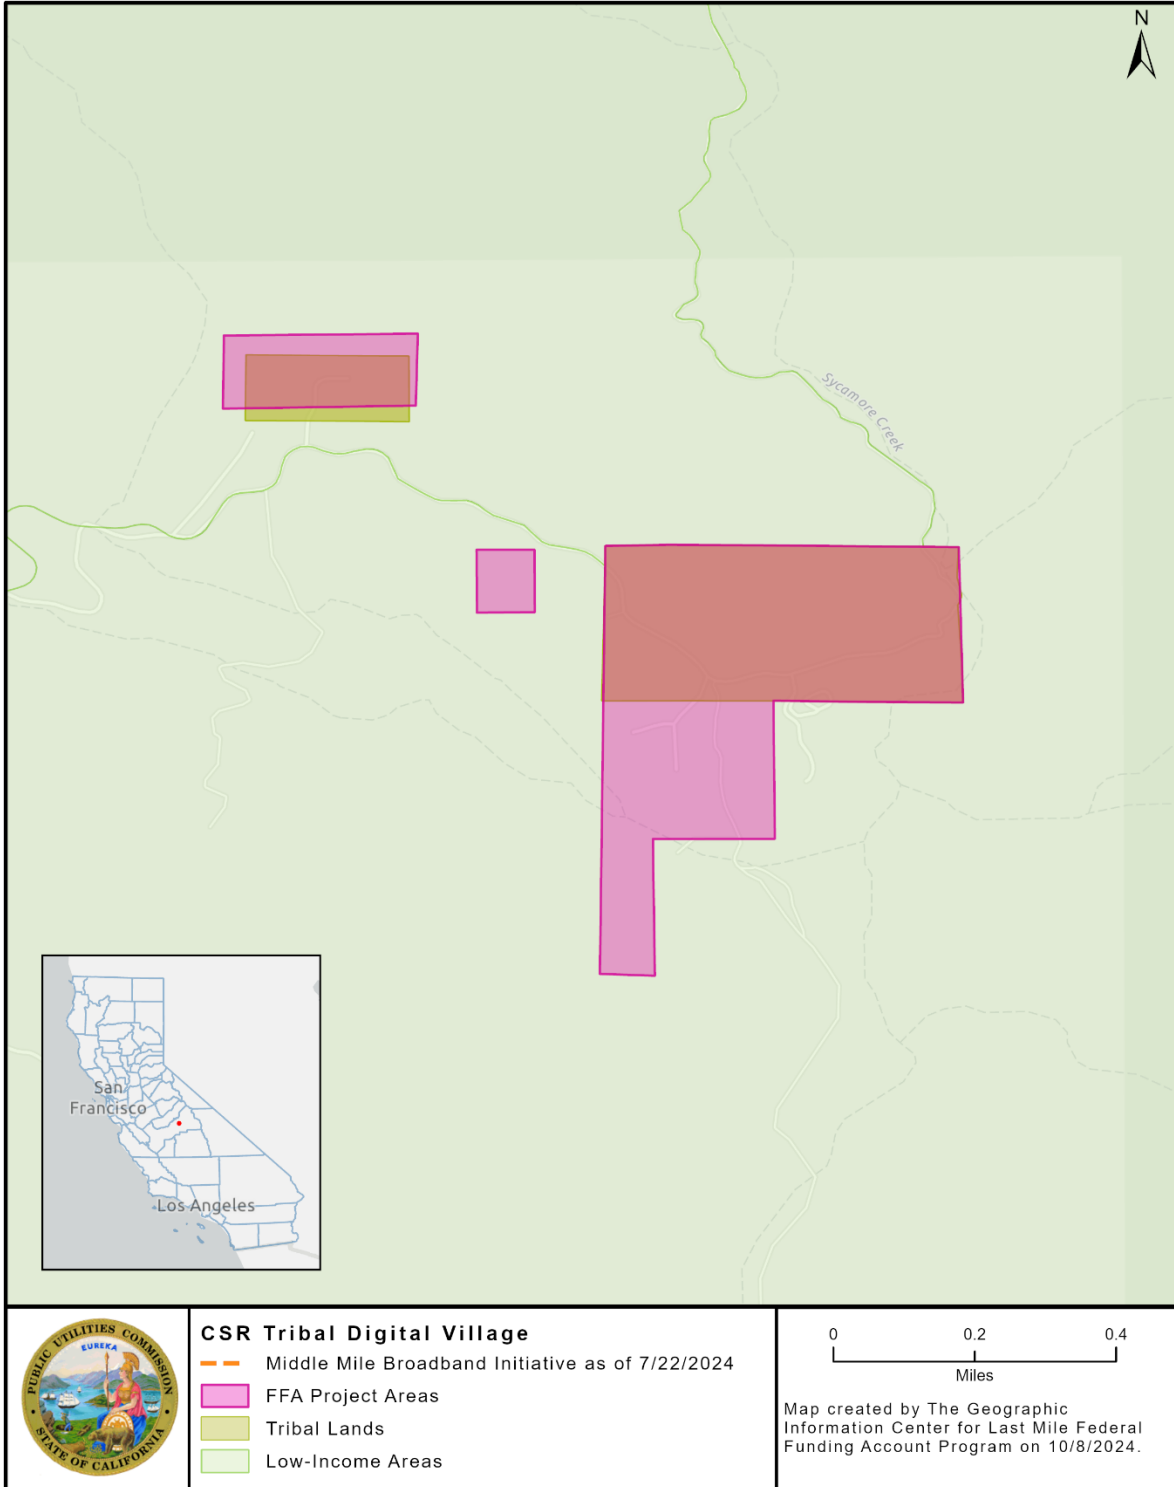 N
Sycamore Creek
San
Francisco
Los Angeles
PUBLIC UTILITIES COMMISSION
EUREKA
STATE OF CALIFORNIA
CSR Tribal Digital Village
Middle Mile Broadband Initiative as of 7/22/2024
FFA Project Areas
Tribal Lands
Low-Income Areas
0 0.2 0.4
Miles
Map created by The Geographic
Information Center for Last Mile Federal
Funding Account Program on 10/8/2024.